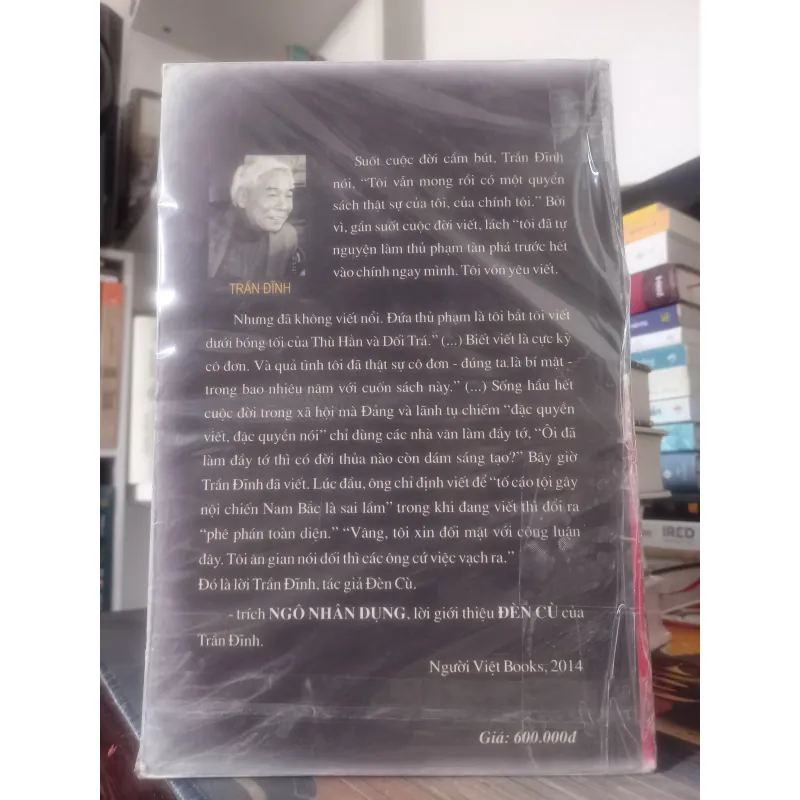 Suốt cuộc đời cầm bút, Trần Đĩnh
nói, “Tôi vẫn mong rồi có một quyển
sách thật sự của tôi, của chính tôi.” Bởi
vì, gần suốt cuộc đời viết, lách “tôi đã tự
nguyện làm thủ phạm tàn phá trước hết
vào chính ngay mình. Tôi vốn yêu viết.
TRẦN ĐĨNH
Nhưng đã không viết nổi. Đứa thủ phạm là tôi bắt tôi viết
dưới bóng tối của Thù Hằn và Dối Trá.” (...) Biết viết là cực kỳ
cô đơn. Và quả tình tôi đã thật sự cô đơn - đúng ta là bí mật -
trong bao nhiêu năm với cuốn sách này.” (...) Sống hầu hết
cuộc đời trong xã hội mà Đảng và lãnh tụ chiếm “đặc quyền
viết, đặc quyền nói” chỉ dùng các nhà văn làm đầy tớ, “Ôi đã
làm đầy tớ thì có đời thủa nào còn dám sáng tạo?” Bây giờ
Trần Đĩnh đã viết. Lúc đầu, ông chỉ định viết để “tố cáo tội gây
nội chiến Nam Bắc là sai lầm” trong khi đang viết thì đổi ra
“phê phán toàn diện.” “Vâng, tôi xin đối mặt với công luận
đây. Tôi ăn gian nói dối thì các ông cứ việc vạch ra.”
Đó là lời Trần Đĩnh, tác giả Đèn Cù.
- trích NGÔ NHÂN DỤNG, lời giới thiệu ĐÈN CÙ của
Trần Đĩnh.
Người Việt Books, 2014
Giá: 600.000đ
IRCD